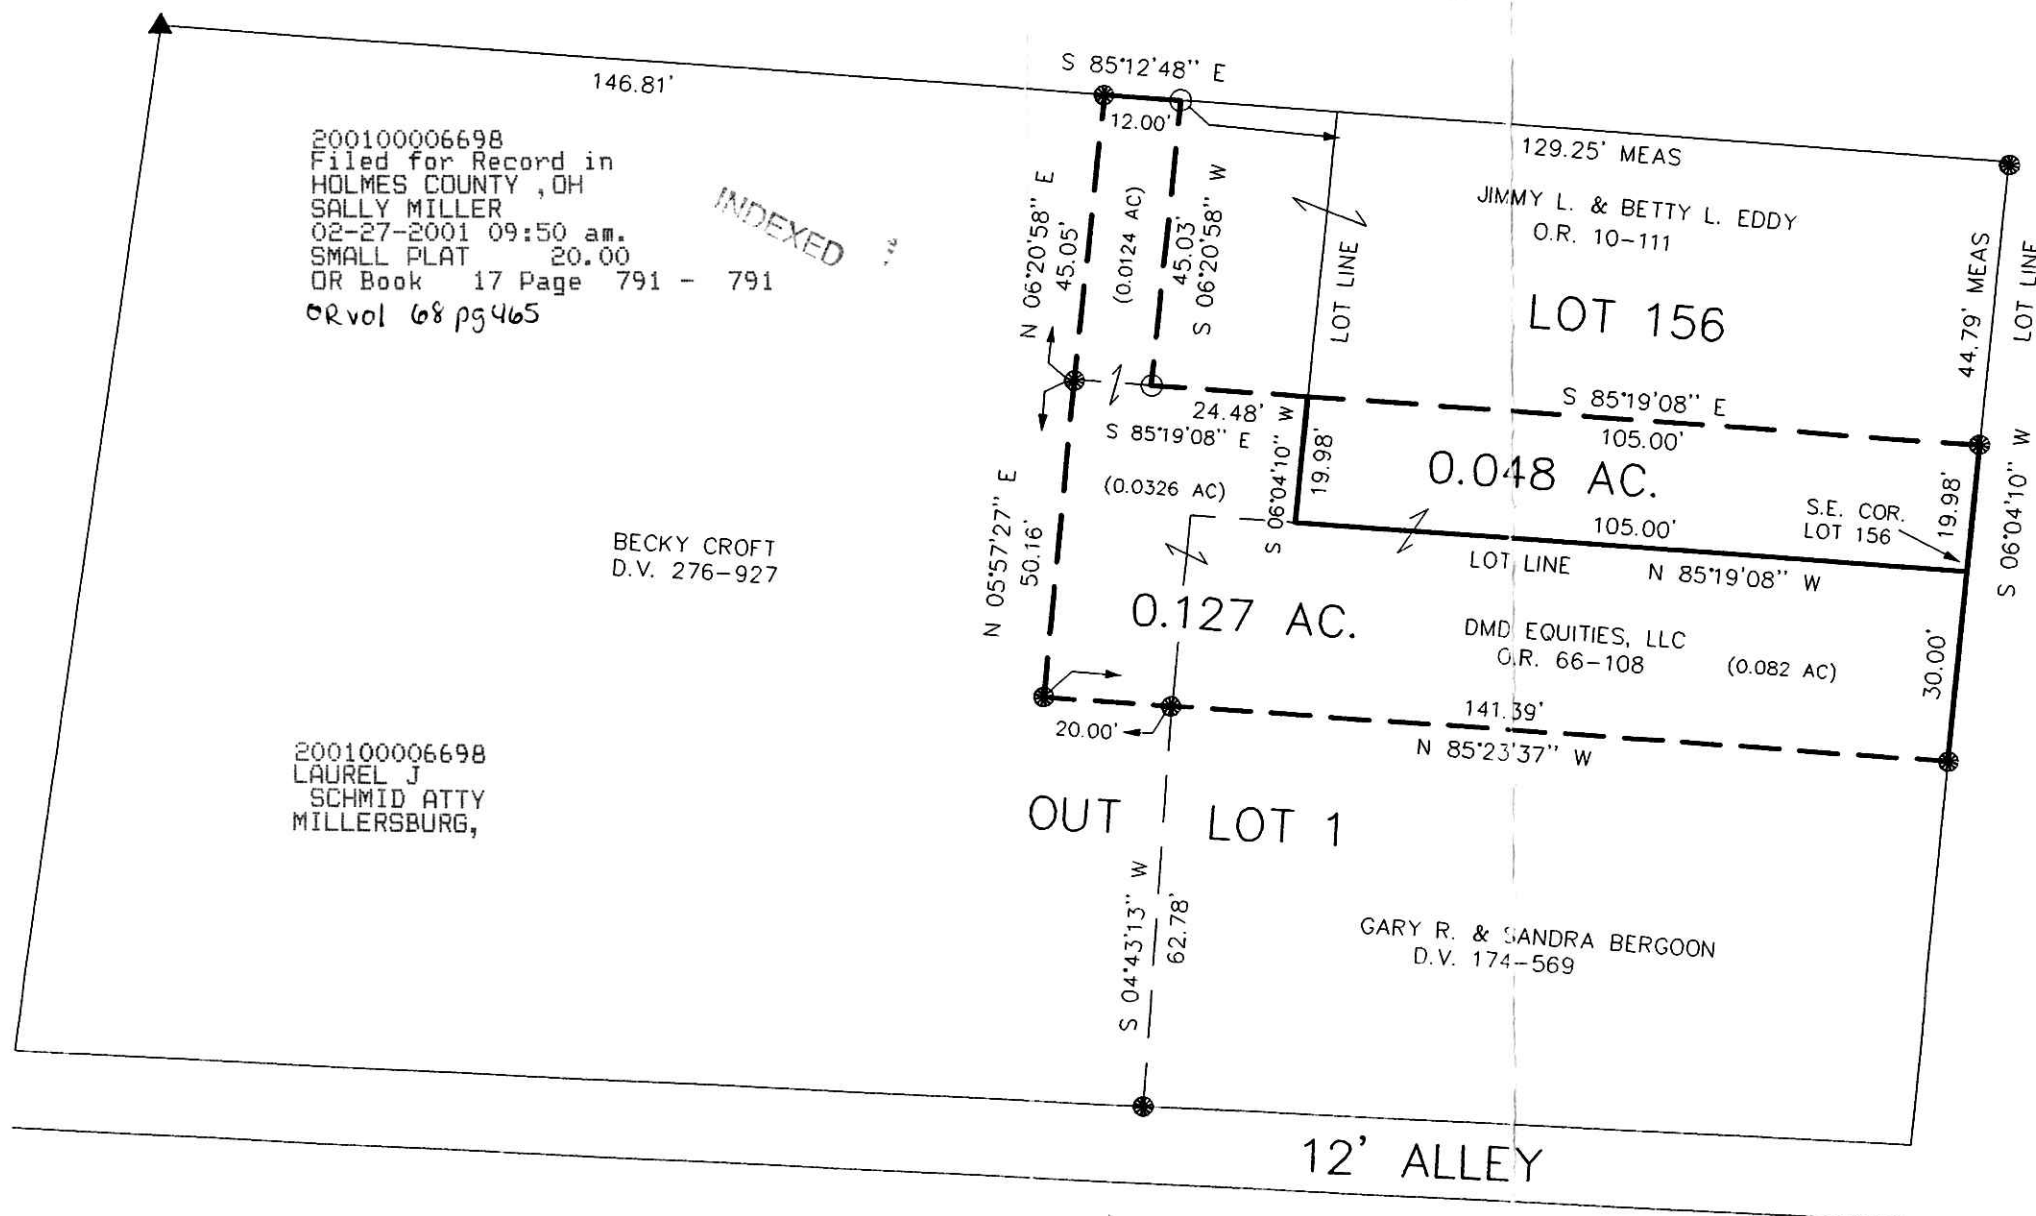 S 85°12'48" E
146.81'
12.00'
129.25' MEAS
200100006698
Filed for Record in
HOLMES COUNTY ,OH
SALLY MILLER
02-27-2001 09:50 am.
SMALL PLAT 20.00
OR Book 17 Page 791 - 791
OR vol 68 pg 465
INDEXED
N 06°20'58" E
45.05'
(0.0124 AC)
45.03'
S 06°20'58" W
LOT LINE
JIMMY L. & BETTY L. EDDY
O.R. 10-111
LOT 156
44.79' MEAS
LOT LINE
S 85°19'08" E
105.00'
24.48'
S 85°19'08" E
(0.0326 AC)
S 06°04'10" W
19.98'
0.048 AC.
105.00'
S.E. COR.
LOT 156
19.98'
S 06°04'10" W
LOT LINE
N 85°19'08" W
N 05°57'27" E
50.16'
BECKY CROFT
D.V. 276-927
0.127 AC.
DMD EQUITIES, LLC
O.R. 66-108
(0.082 AC)
30.00'
20.00'
141.39'
N 85°23'37" W
200100006698
LAUREL J
SCHMID ATTY
MILLERSBURG,
OUT LOT 1
S 04°43'13" W
62.78'
GARY R. & SANDRA BERGOON
D.V. 174-569
12' ALLEY